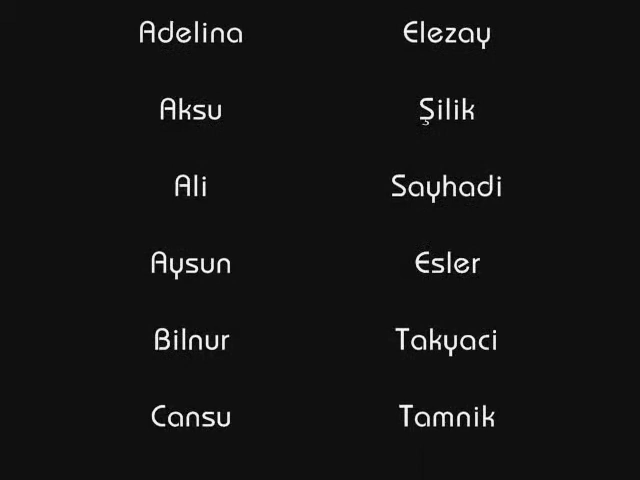 Adelina Elezay
Aksu Şilik
Ali Sayhadi
Aysun Esler
Bilnur Takyaci
Cansu Tamnik